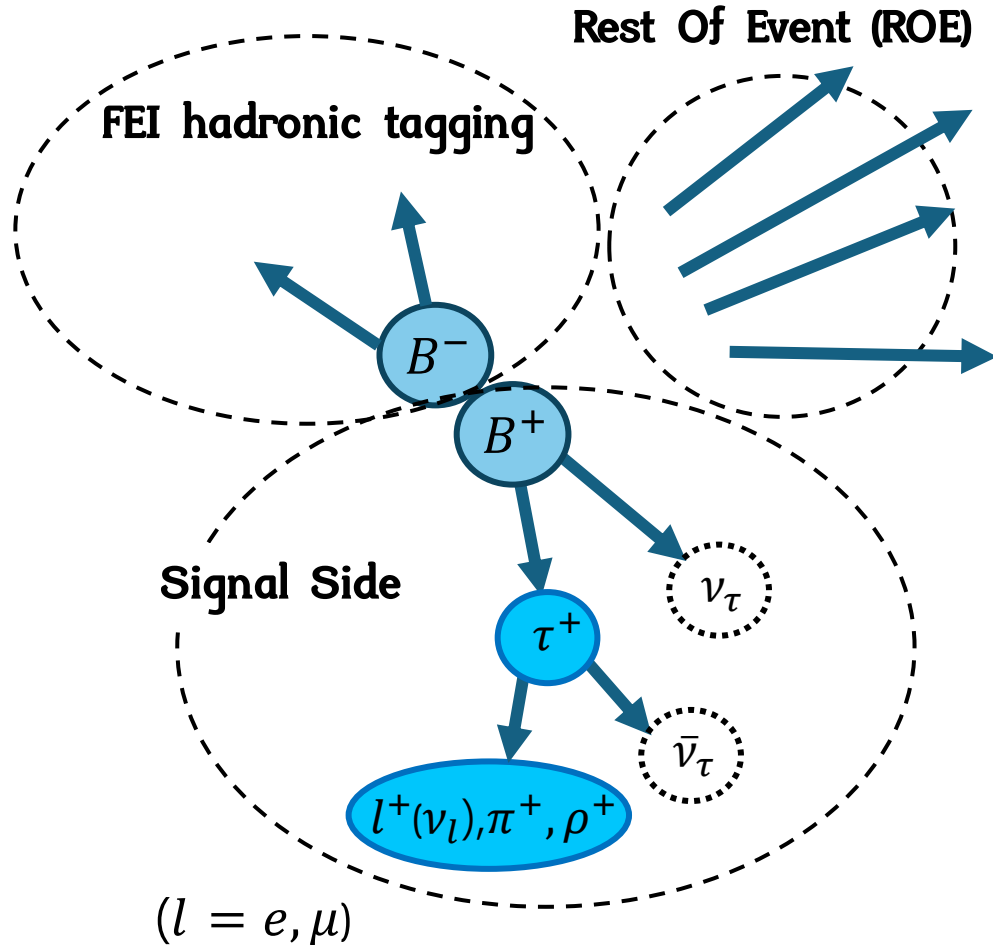 Rest Of Event (ROE)
FEI hadronic tagging
B⁻
B⁺
Signal Side
ν_τ
τ⁺
ν̄_τ
l⁺(ν_l),π⁺, ρ⁺
(l = e, μ)